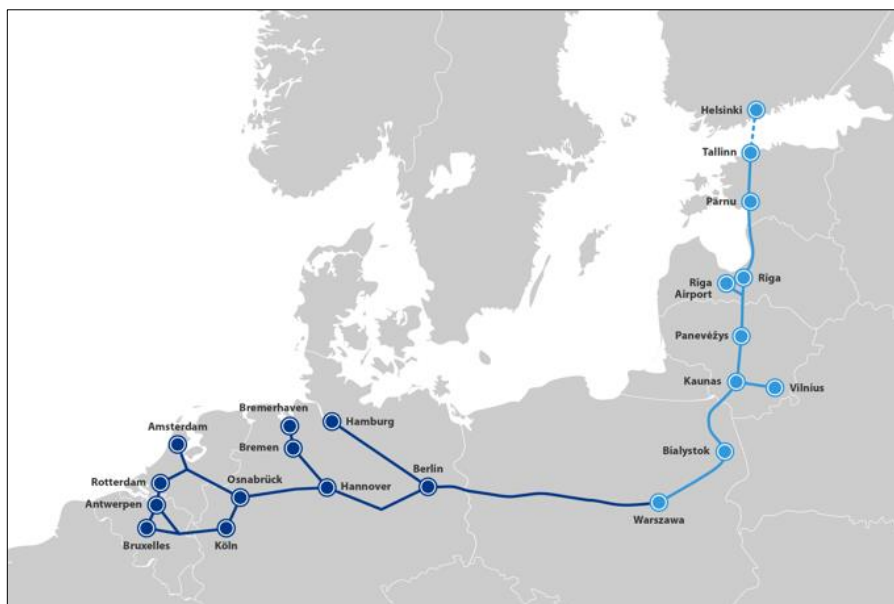 Helsinki
Tallinn
Pärnu
Riga
Riga
Airport
Panevėžys
Kaunas
Vilnius
Bremerhaven
Hamburg
Amsterdam
Bremen
Bialystok
Rotterdam
Osnabrück
Hannover
Berlin
Antwerpen
Warszawa
Bruxelles
Köln